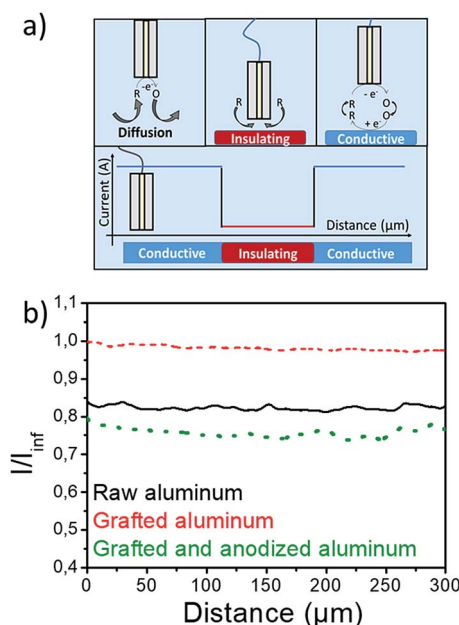 a)
-e⁻
R O
Diffusion
R R
Insulating
- e⁻
R O
R O
+ e⁻
Conductive
Current (A)
Distance (µm)
Conductive Insulating Conductive
b)
1,1
1,0
0,9
0,8
0,7
0,6
0,5
0,4
I/I_inf
Raw aluminum
Grafted aluminum
Grafted and anodized aluminum
0 50 100 150 200 250 300
Distance (µm)